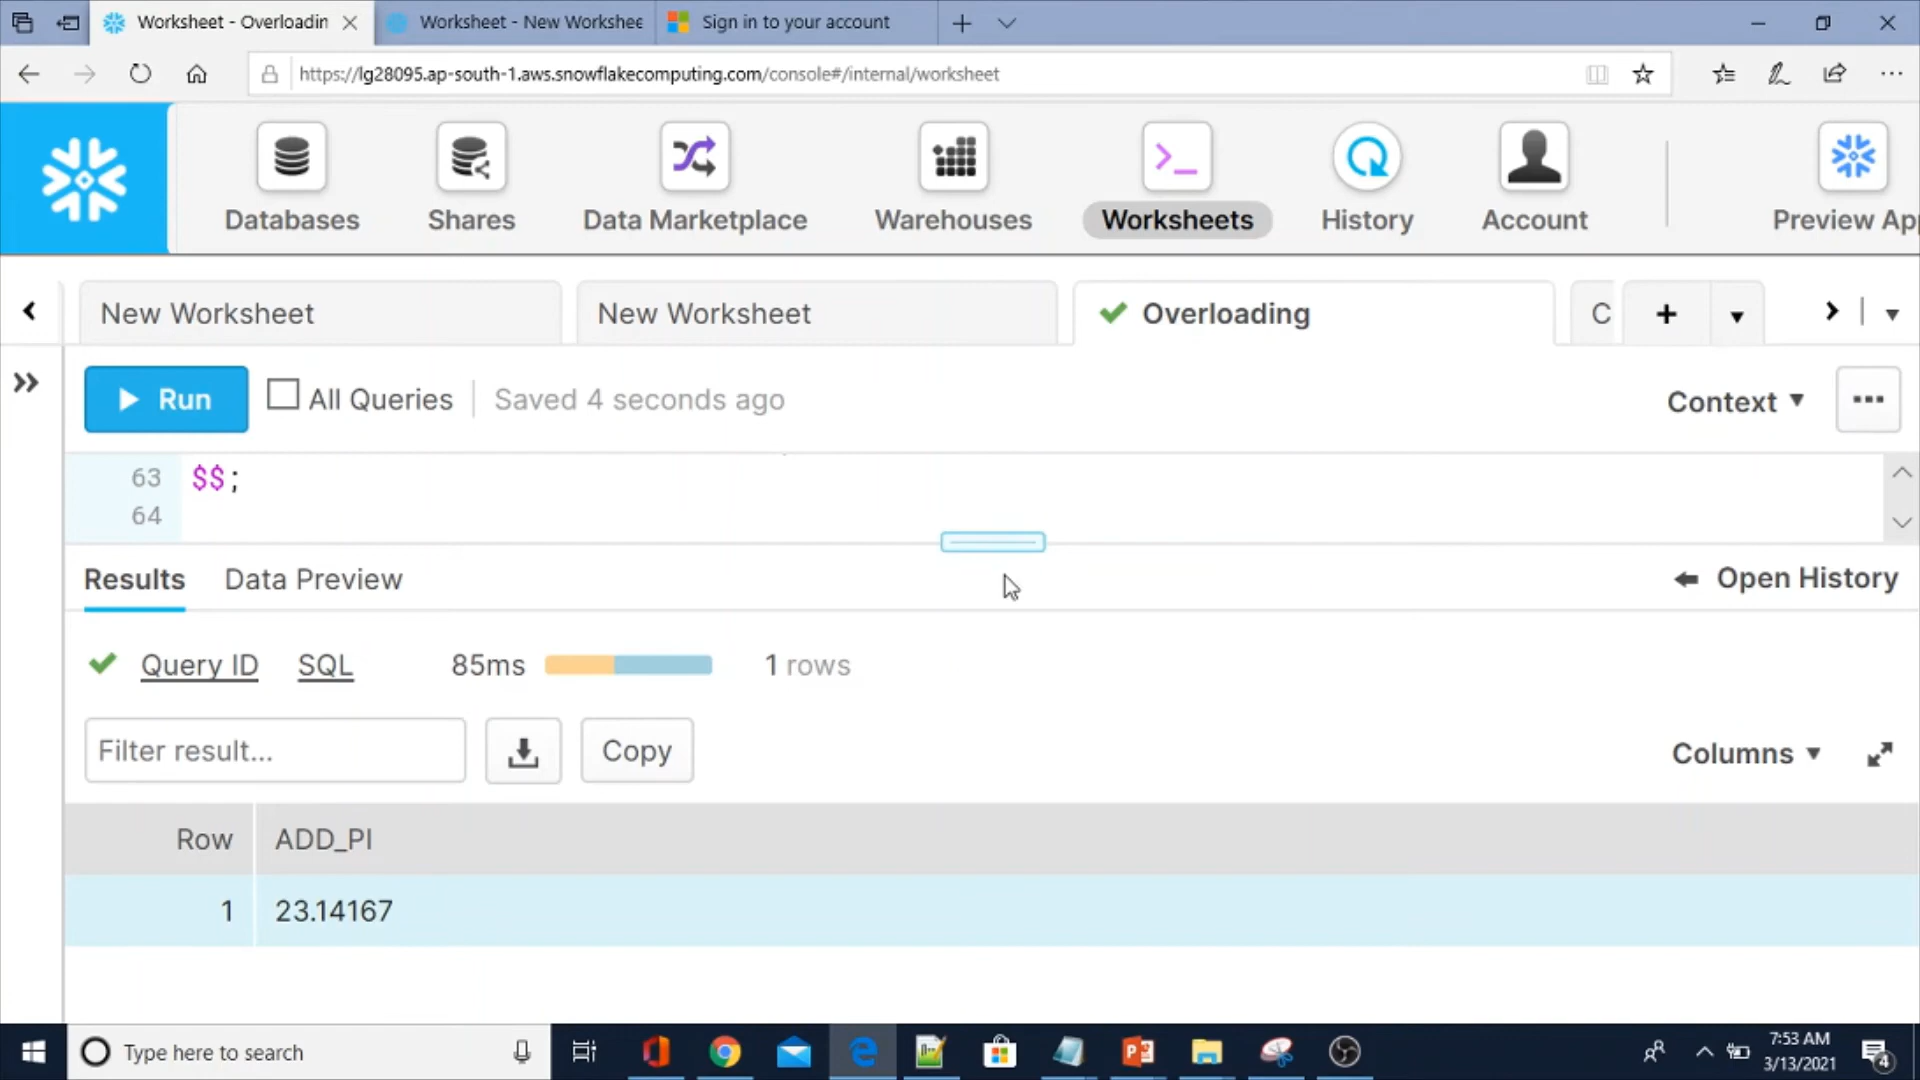 Worksheet - Overloadin
Worksheet - New Workshee
Sign in to your account
https://lg28095.ap-south-1.aws.snowflakecomputing.com/console#/internal/worksheet
Databases
Shares
Data Marketplace
Warehouses
Worksheets
History
Account
Preview Ap
New Worksheet
New Worksheet
Overloading
C
Run
All Queries
Saved 4 seconds ago
Context
63 $$;
64
Results
Data Preview
Open History
Query ID
SQL
85ms
1 rows
Filter result...
Copy
Columns
Row ADD_PI
1 23.14167
Type here to search
7:53 AM
3/13/2021
4